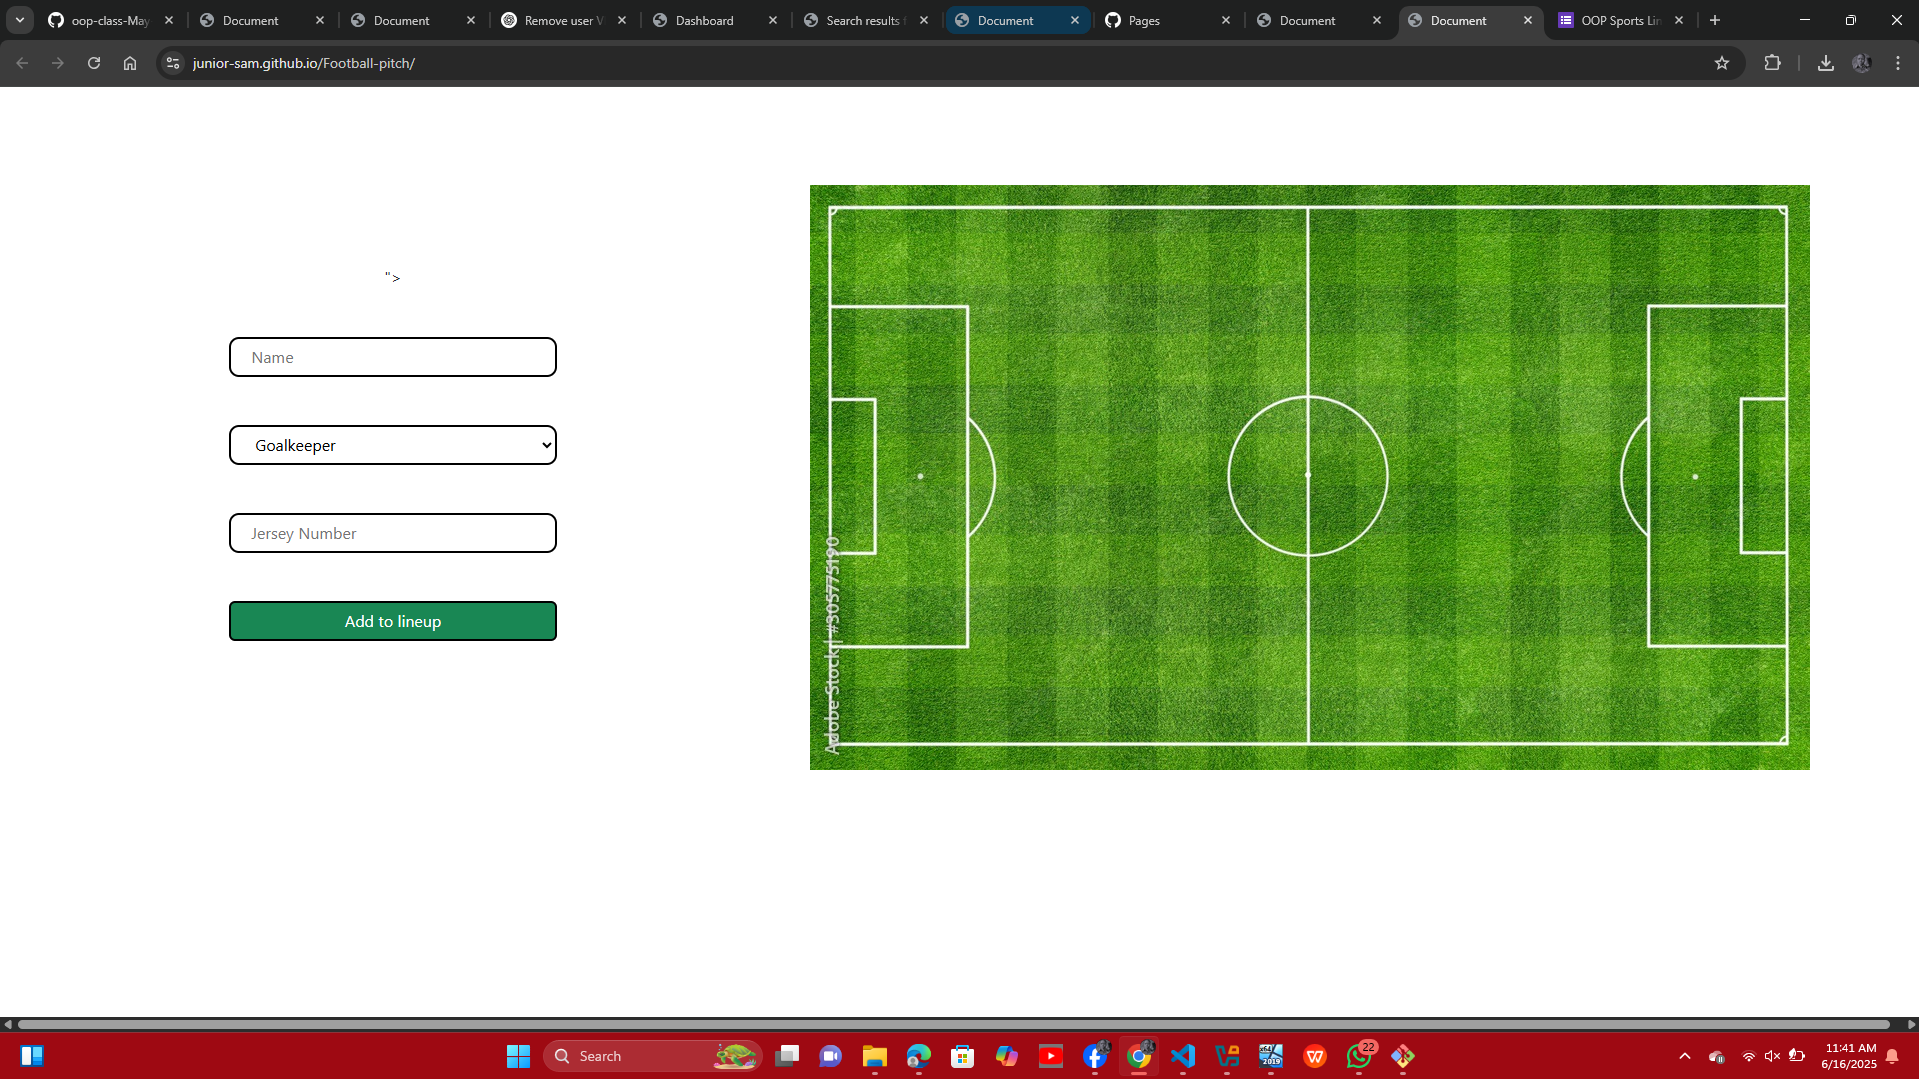 oop-class-May
Document
Document
Remove user V
Dashboard
Search results f
Document
Pages
Document
Document
OOP Sports Lin
junior-sam.github.io/Football-pitch/
">
Name
Goalkeeper
Jersey Number
Add to lineup
Adobe Stock | #305775190
Search
x64
2019
22
11:41 AM
6/16/2025